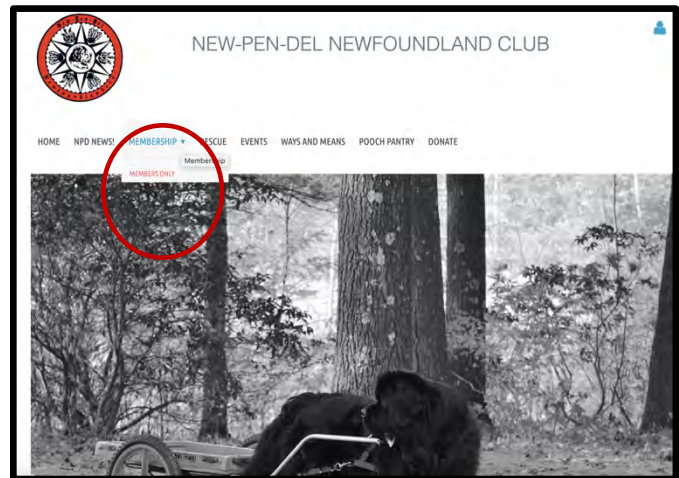 NEW-PEN-DEL NEWFOUNDLAND CLUB
HOME NPD NEWS! MEMBERSHIP ▼ RESCUE EVENTS WAYS AND MEANS POOCH PANTRY DONATE
Membership
MEMBERS ONLY